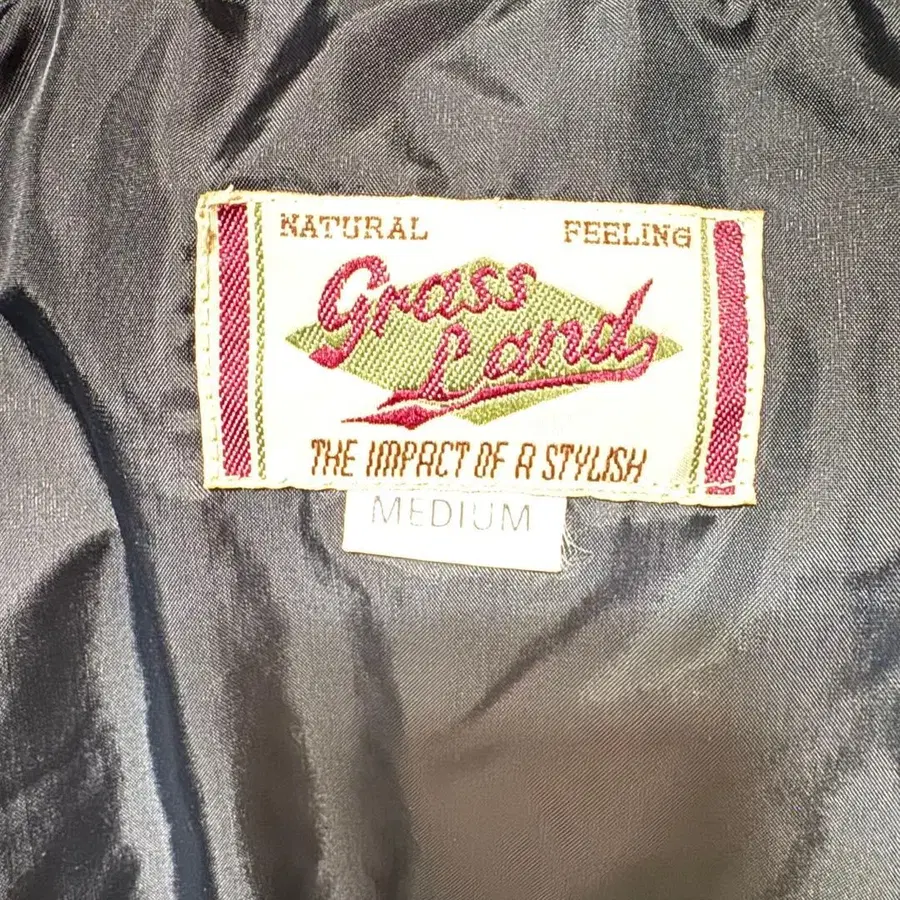 NATURAL FEELING
Grass
Land
THE IMPACT OF A STYLISH
MEDIUM